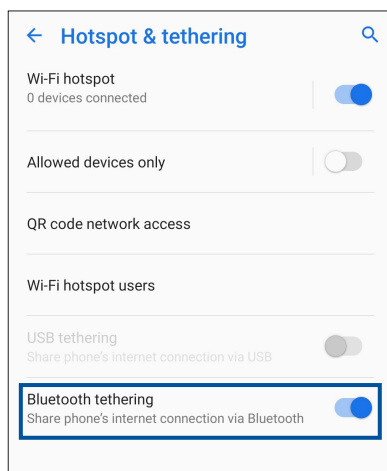 Hotspot & tethering
Wi-Fi hotspot
0 devices connected
Allowed devices only
QR code network access
Wi-Fi hotspot users
USB tethering
Share phone's internet connection via USB
Bluetooth tethering
Share phone's internet connection via Bluetooth